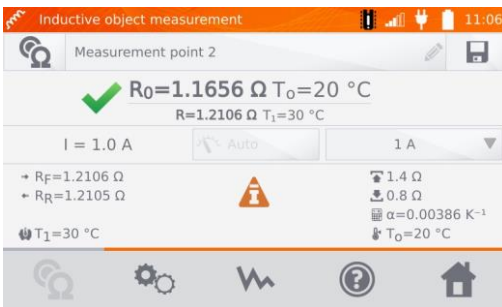 Inductive object measurement
11:06
Measurement point 2
R₀=1.1656 Ω T₀=20 °C
R=1.2106 Ω T₁=30 °C
I = 1.0 A
Auto
1 A
→ RF=1.2106 Ω
← RR=1.2105 Ω
T₁=30 °C
1.4 Ω
0.8 Ω
α=0.00386 K⁻¹
T₀=20 °C